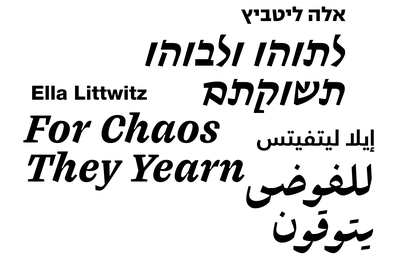 אלה ליטביץ
לתוהו ולבוהו
תשוקתם
Ella Littwitz
For Chaos
They Yearn
إيلا ليتفيتس
للفوضى
يتوقون